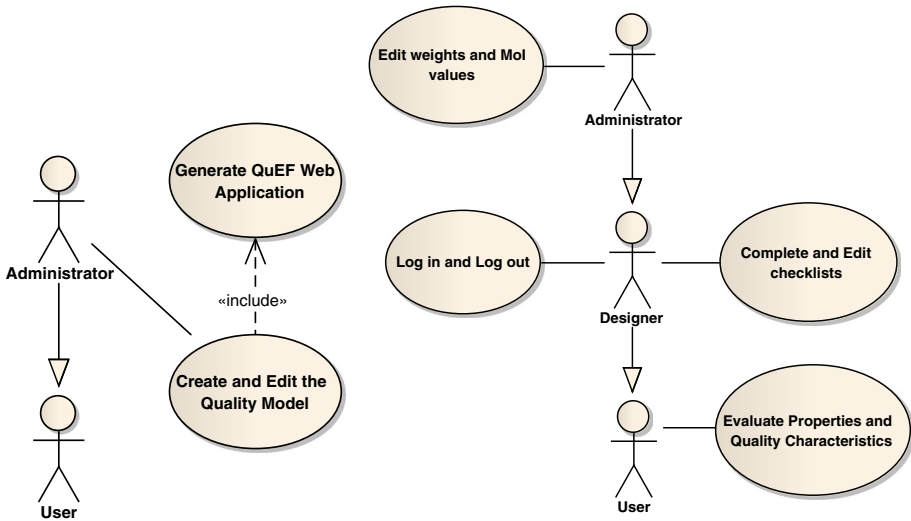 Edit weights and MoI
values
Administrator
Generate QuEF Web
Application
Administrator
«include»
Create and Edit the
Quality Model
User
Log in and Log out
Designer
Complete and Edit
checklists
Evaluate Properties and
Quality Characteristics
User